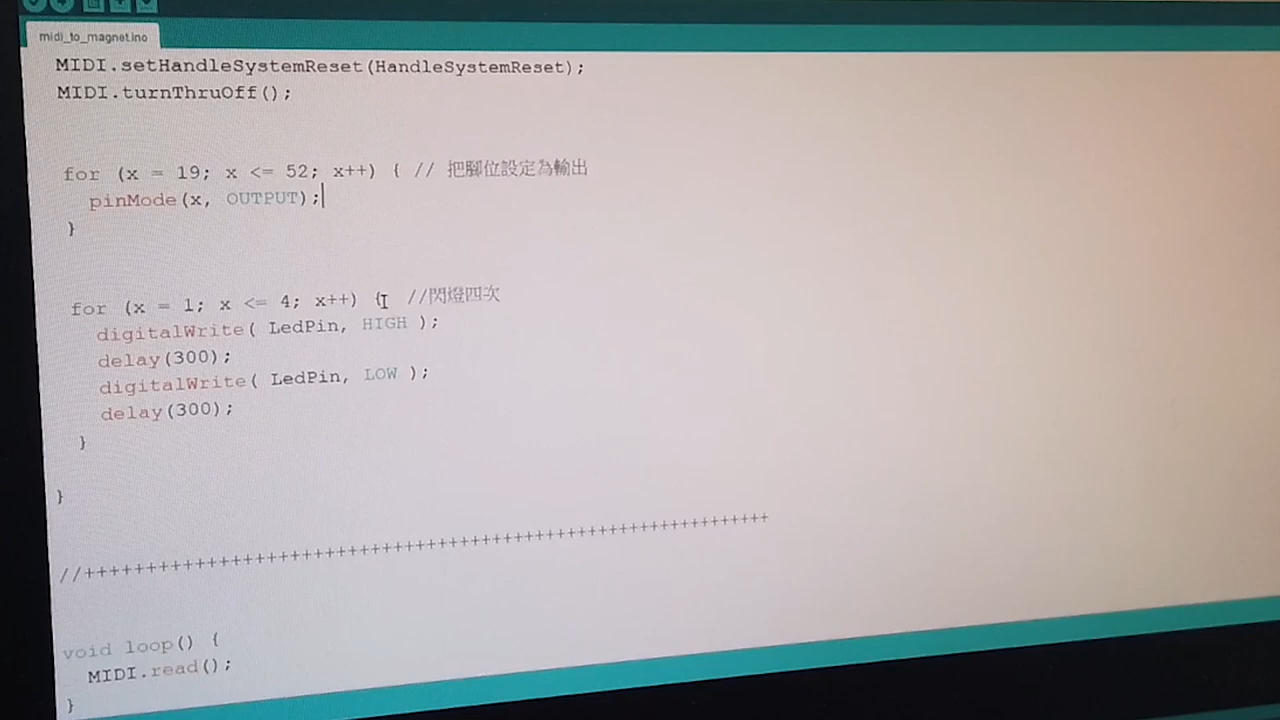 midi_to_magnet.ino
MIDI.setHandleSystemReset(HandleSystemReset);
MIDI.turnThruOff();
for (x = 19; x <= 52; x++) { // 把腳位設定為輸出
pinMode(x, OUTPUT);
}
for (x = 1; x <= 4; x++) { //閃燈四次
digitalWrite( LedPin, HIGH );
delay(300);
digitalWrite( LedPin, LOW );
delay(300);
}
}
//++++++++++++++++++++++++++++++++++++++++++++++++++++++++
void loop() {
MIDI.read();
}